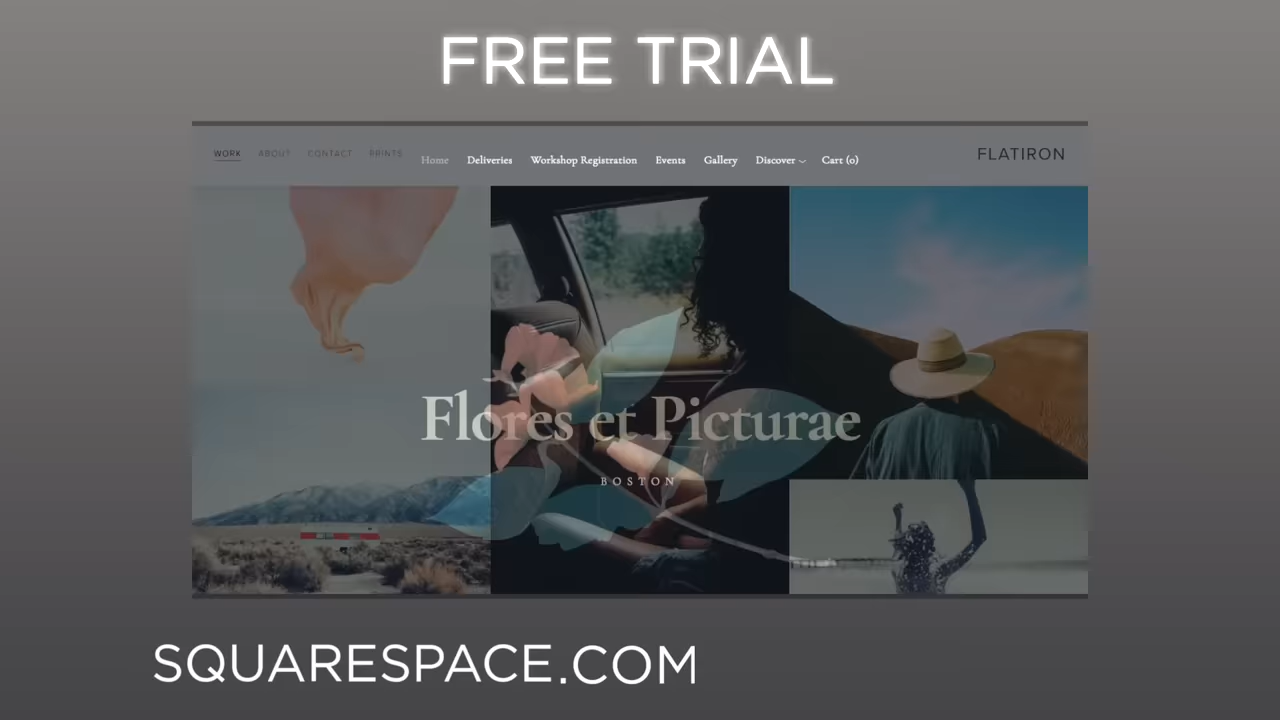 FREE TRIAL
WORK ABOUT CONTACT PRINTS Home Deliveries Workshop Registration Events Gallery Discover Cart (0) FLATIRON
Flores et Picturae
BOSTON
SQUARESPACE.COM